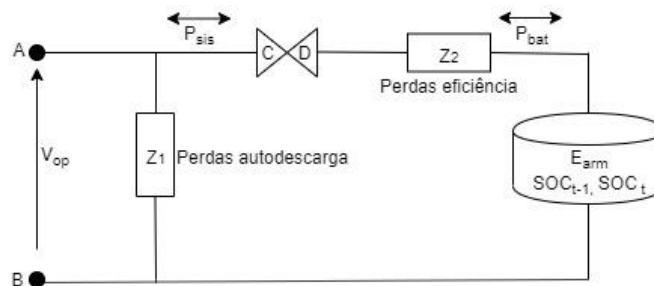 P_sis
P_bat
A
C D
Z2
Perdas eficiência
V_op
Z1
Perdas autodescarga
E_arm
SOC_t-1, SOC_t
B